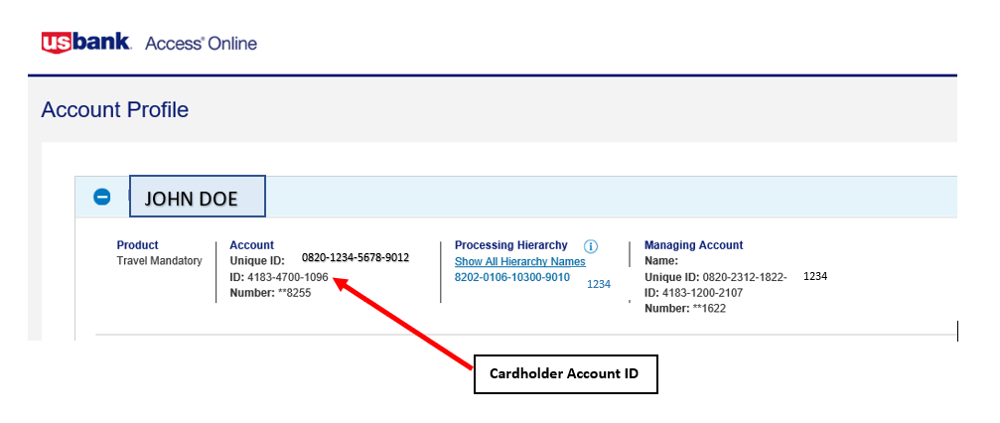 usbank Access® Online
Account Profile
JOHN DOE
Product
Travel Mandatory
Account
Unique ID: 0820-1234-5678-9012
ID: 4183-4700-1096
Number: **8255
Processing Hierarchy
Show All Hierarchy Names
8202-0106-10300-9010 1234
Managing Account
Name:
Unique ID: 0820-2312-1822- 1234
ID: 4183-1200-2107
Number: **1622
Cardholder Account ID